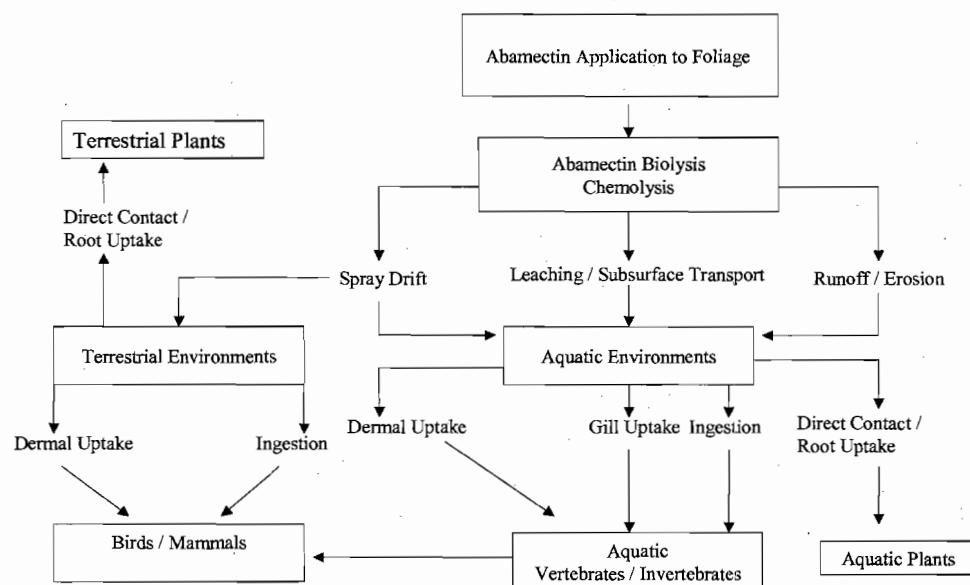 Abamectin Application to Foliage
Terrestrial Plants
Abamectin Biolysis
Chemolysis
Direct Contact /
Root Uptake
Spray Drift
Leaching / Subsurface Transport
Runoff / Erosion
Terrestrial Environments
Aquatic Environments
Dermal Uptake
Ingestion
Dermal Uptake
Gill Uptake
Ingestion
Direct Contact /
Root Uptake
Birds / Mammals
Aquatic
Vertebrates / Invertebrates
Aquatic Plants